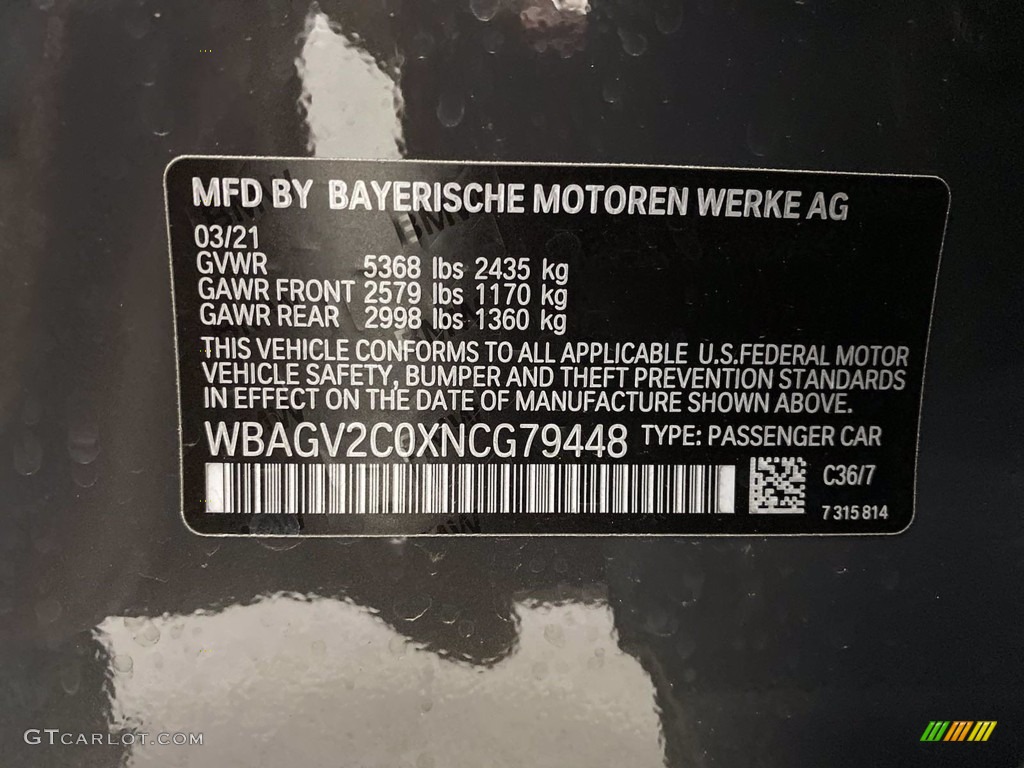 MFD BY BAYERISCHE MOTOREN WERKE AG
03/21
GVWR 5368 lbs 2435 kg
GAWR FRONT 2579 lbs 1170 kg
GAWR REAR 2998 lbs 1360 kg
THIS VEHICLE CONFORMS TO ALL APPLICABLE U.S.FEDERAL MOTOR
VEHICLE SAFETY, BUMPER AND THEFT PREVENTION STANDARDS
IN EFFECT ON THE DATE OF MANUFACTURE SHOWN ABOVE.
WBAGV2C0XNCG79448 TYPE: PASSENGER CAR
C36/7
7 315 814
GTCARLOT.COM